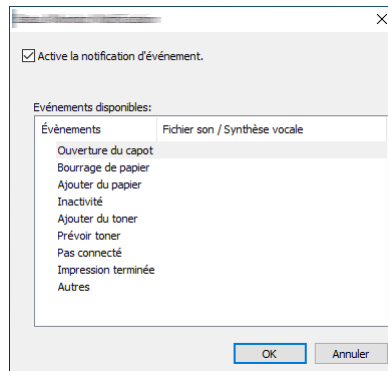 Active la notification d'événement.
Evénements disponibles:
Évènements Fichier son / Synthèse vocale
Ouverture du capot
Bourrage de papier
Ajouter du papier
Inactivité
Ajouter du toner
Prévoir toner
Pas connecté
Impression terminée
Autres
OK Annuler